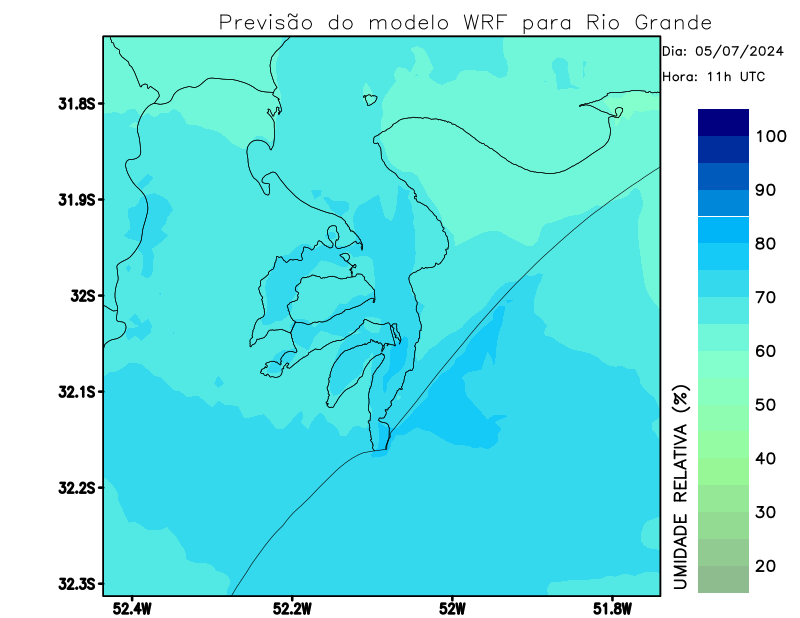 Previsão do modelo WRF para Rio Grande
Dia: 05/07/2024
Hora: 11h UTC
31.8S
31.9S
32S
32.1S
32.2S
32.3S
52.4W
52.2W
52W
51.8W
100
90
80
70
60
50
40
30
20
UMIDADE RELATIVA (%)